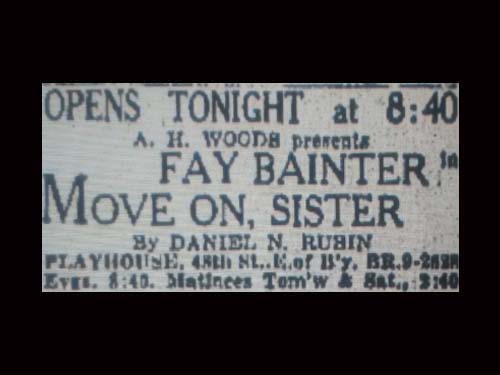 OPENS TONIGHT at 8:40
A. H. WOODS presents
FAY BAINTER in
MOVE ON, SISTER
By DANIEL N. RUBIN
PLAYHOUSE, 48th St., E. of B'y. BR.9-2628
Eves. 8:40. Matinees Tom'w & Sat., 2:40